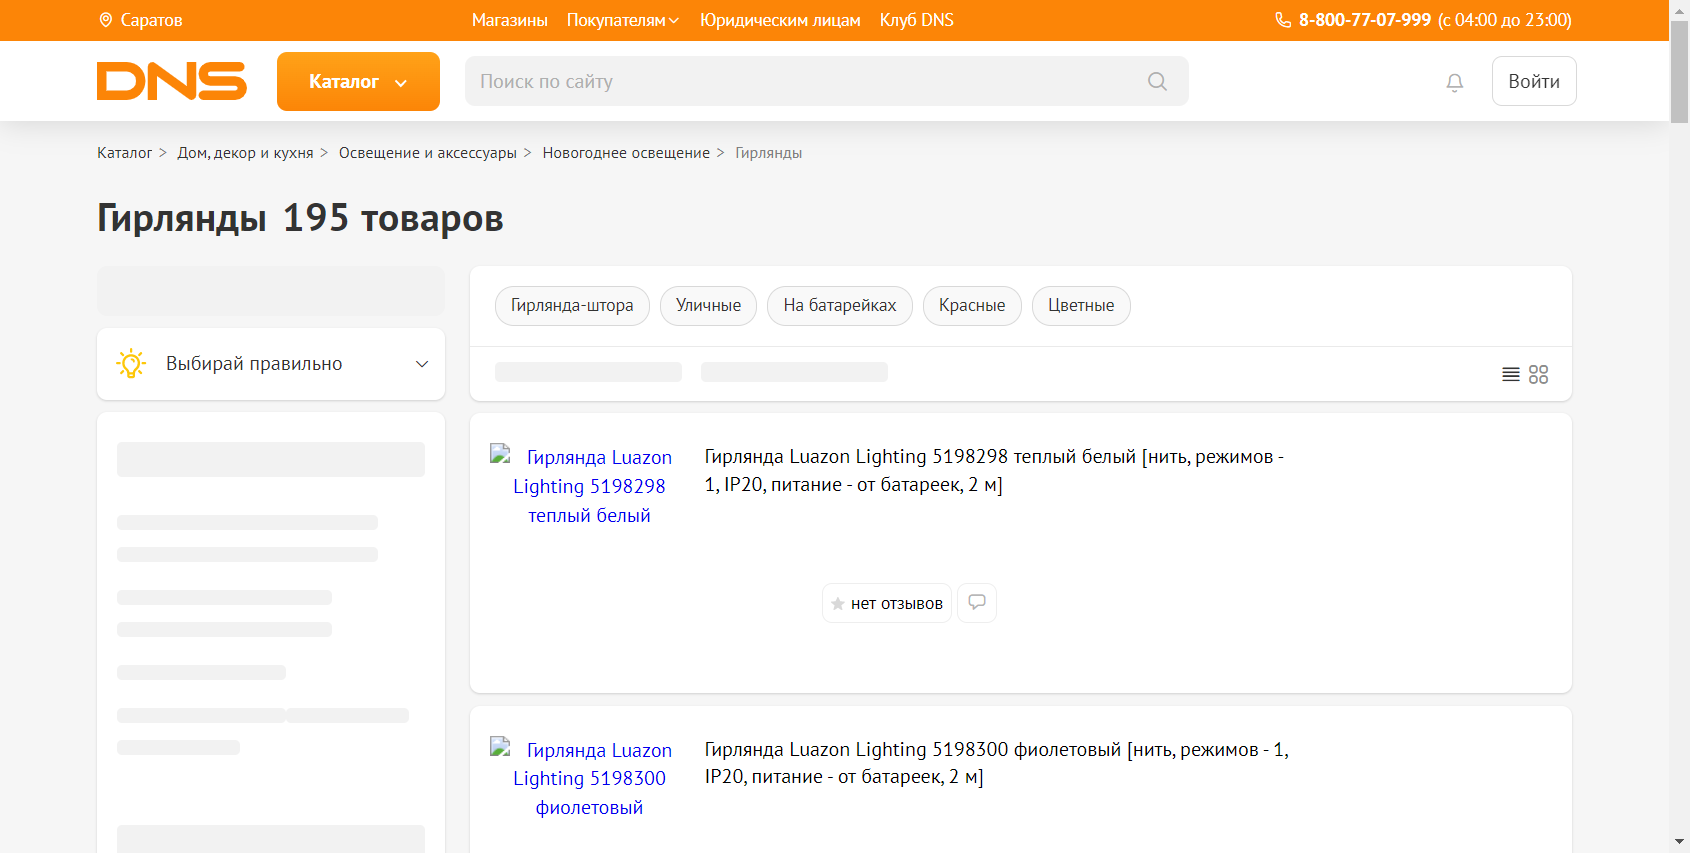 Саратов
Магазины Покупателям Юридическим лицам Клуб DNS
8-800-77-07-999 (с 04:00 до 23:00)
DNS
Каталог
Поиск по сайту
Войти
Каталог > Дом, декор и кухня > Освещение и аксессуары > Новогоднее освещение > Гирлянды
Гирлянды 195 товаров
Гирлянда-штора
Уличные
На батарейках
Красные
Цветные
Выбирай правильно
Гирлянда Luazon
Lighting 5198298
теплый белый
Гирлянда Luazon Lighting 5198298 теплый белый [нить, режимов -
1, IP20, питание - от батареек, 2 м]
нет отзывов
Гирлянда Luazon
Lighting 5198300
фиолетовый
Гирлянда Luazon Lighting 5198300 фиолетовый [нить, режимов - 1,
IP20, питание - от батареек, 2 м]